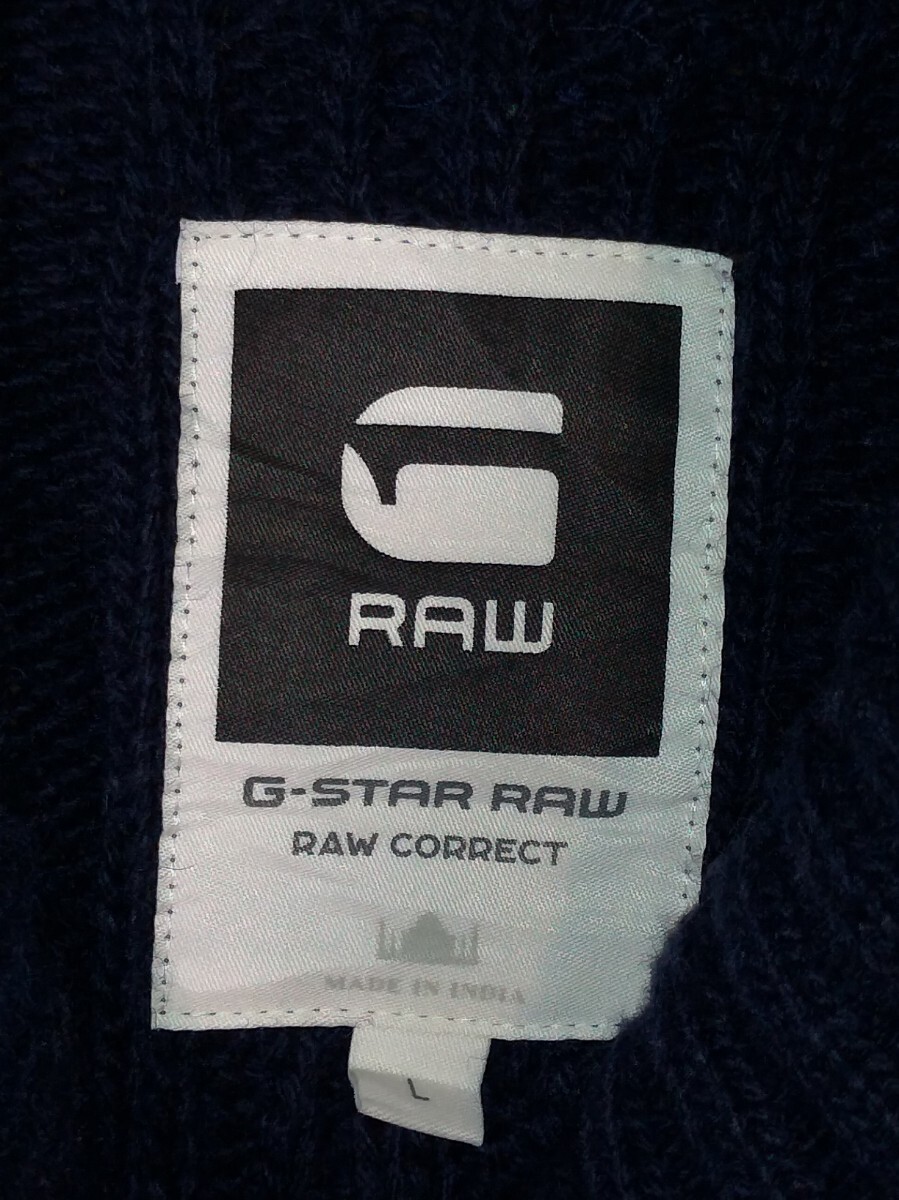 G
RAW
G-STAR RAW
RAW CORRECT
MADE IN INDIA
L